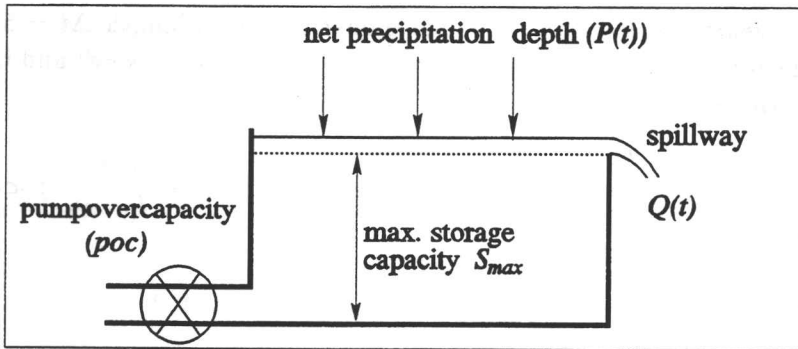 net precipitation depth (P(t))
spillway
Q(t)
pumpovercapacity
(poc)
max. storage
capacity Smax